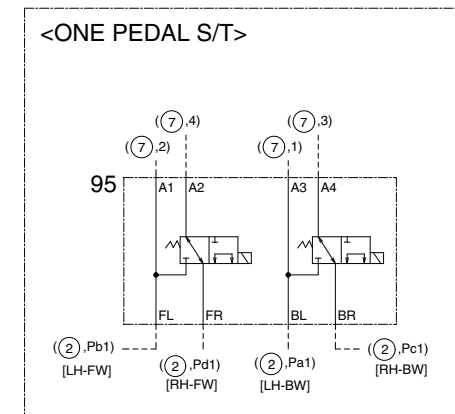 <ONE PEDAL S/T>
(7,4) (7,3)
(7,2) (7,1)
95 A1 A2 A3 A4
FL FR BL BR
(2,Pb1) (2,Pd1) (2,Pa1) (2,Pc1)
[LH-FW] [RH-FW] [LH-BW] [RH-BW]